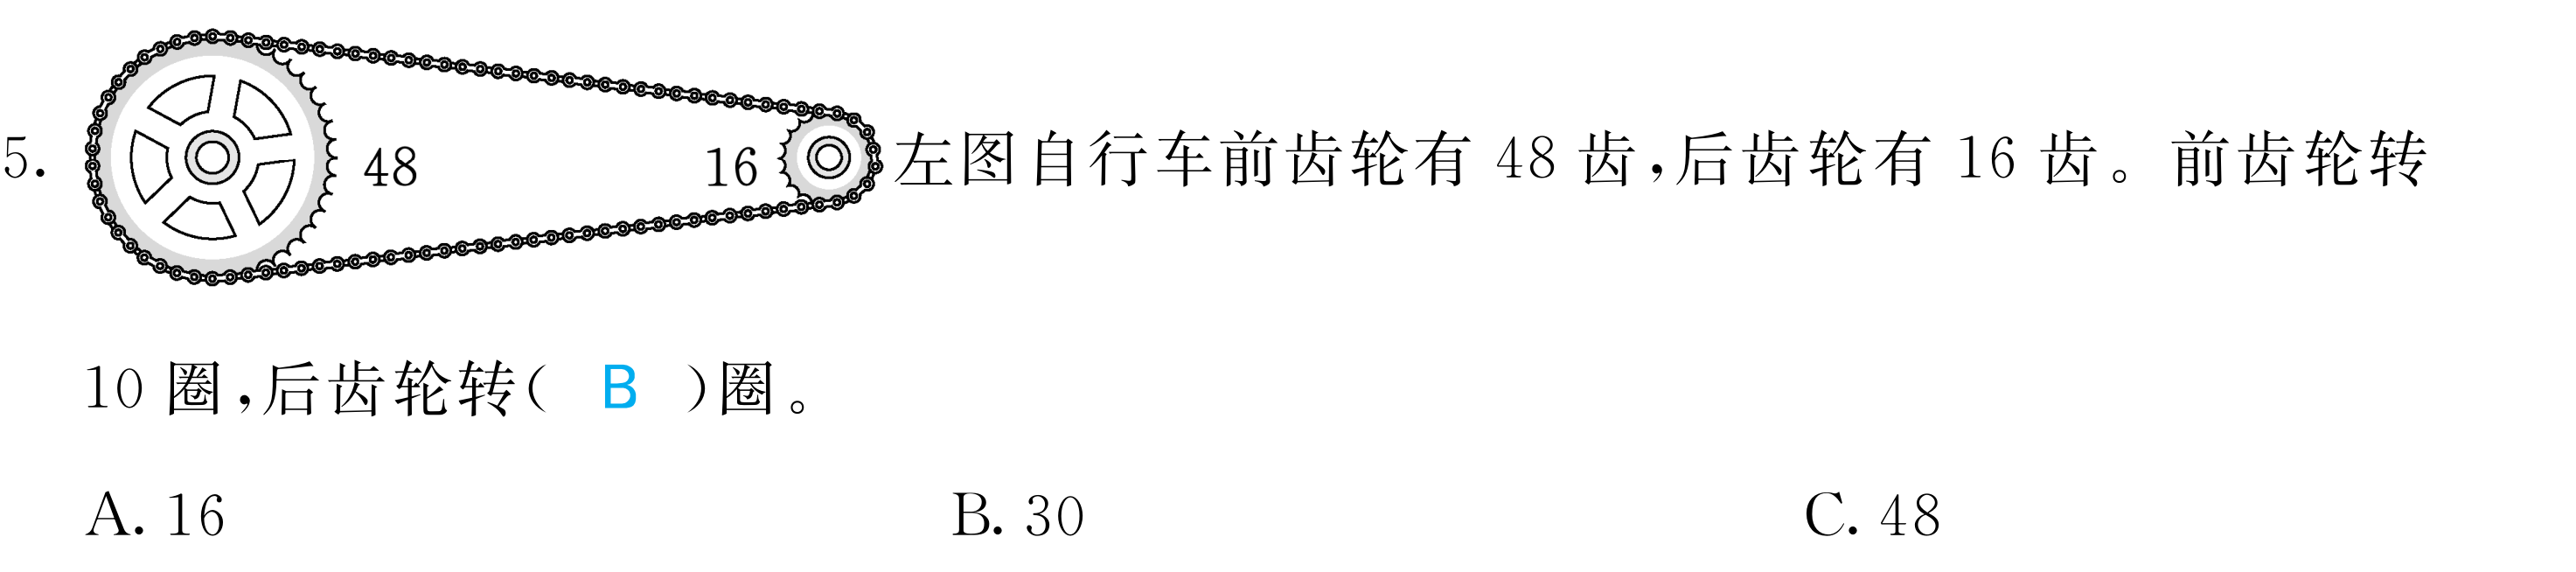 5. 48 16 左图自行车前齿轮有 48 齿,后齿轮有 16 齿。前齿轮转
10 圈,后齿轮转( B )圈。
A. 16 B. 30 C. 48